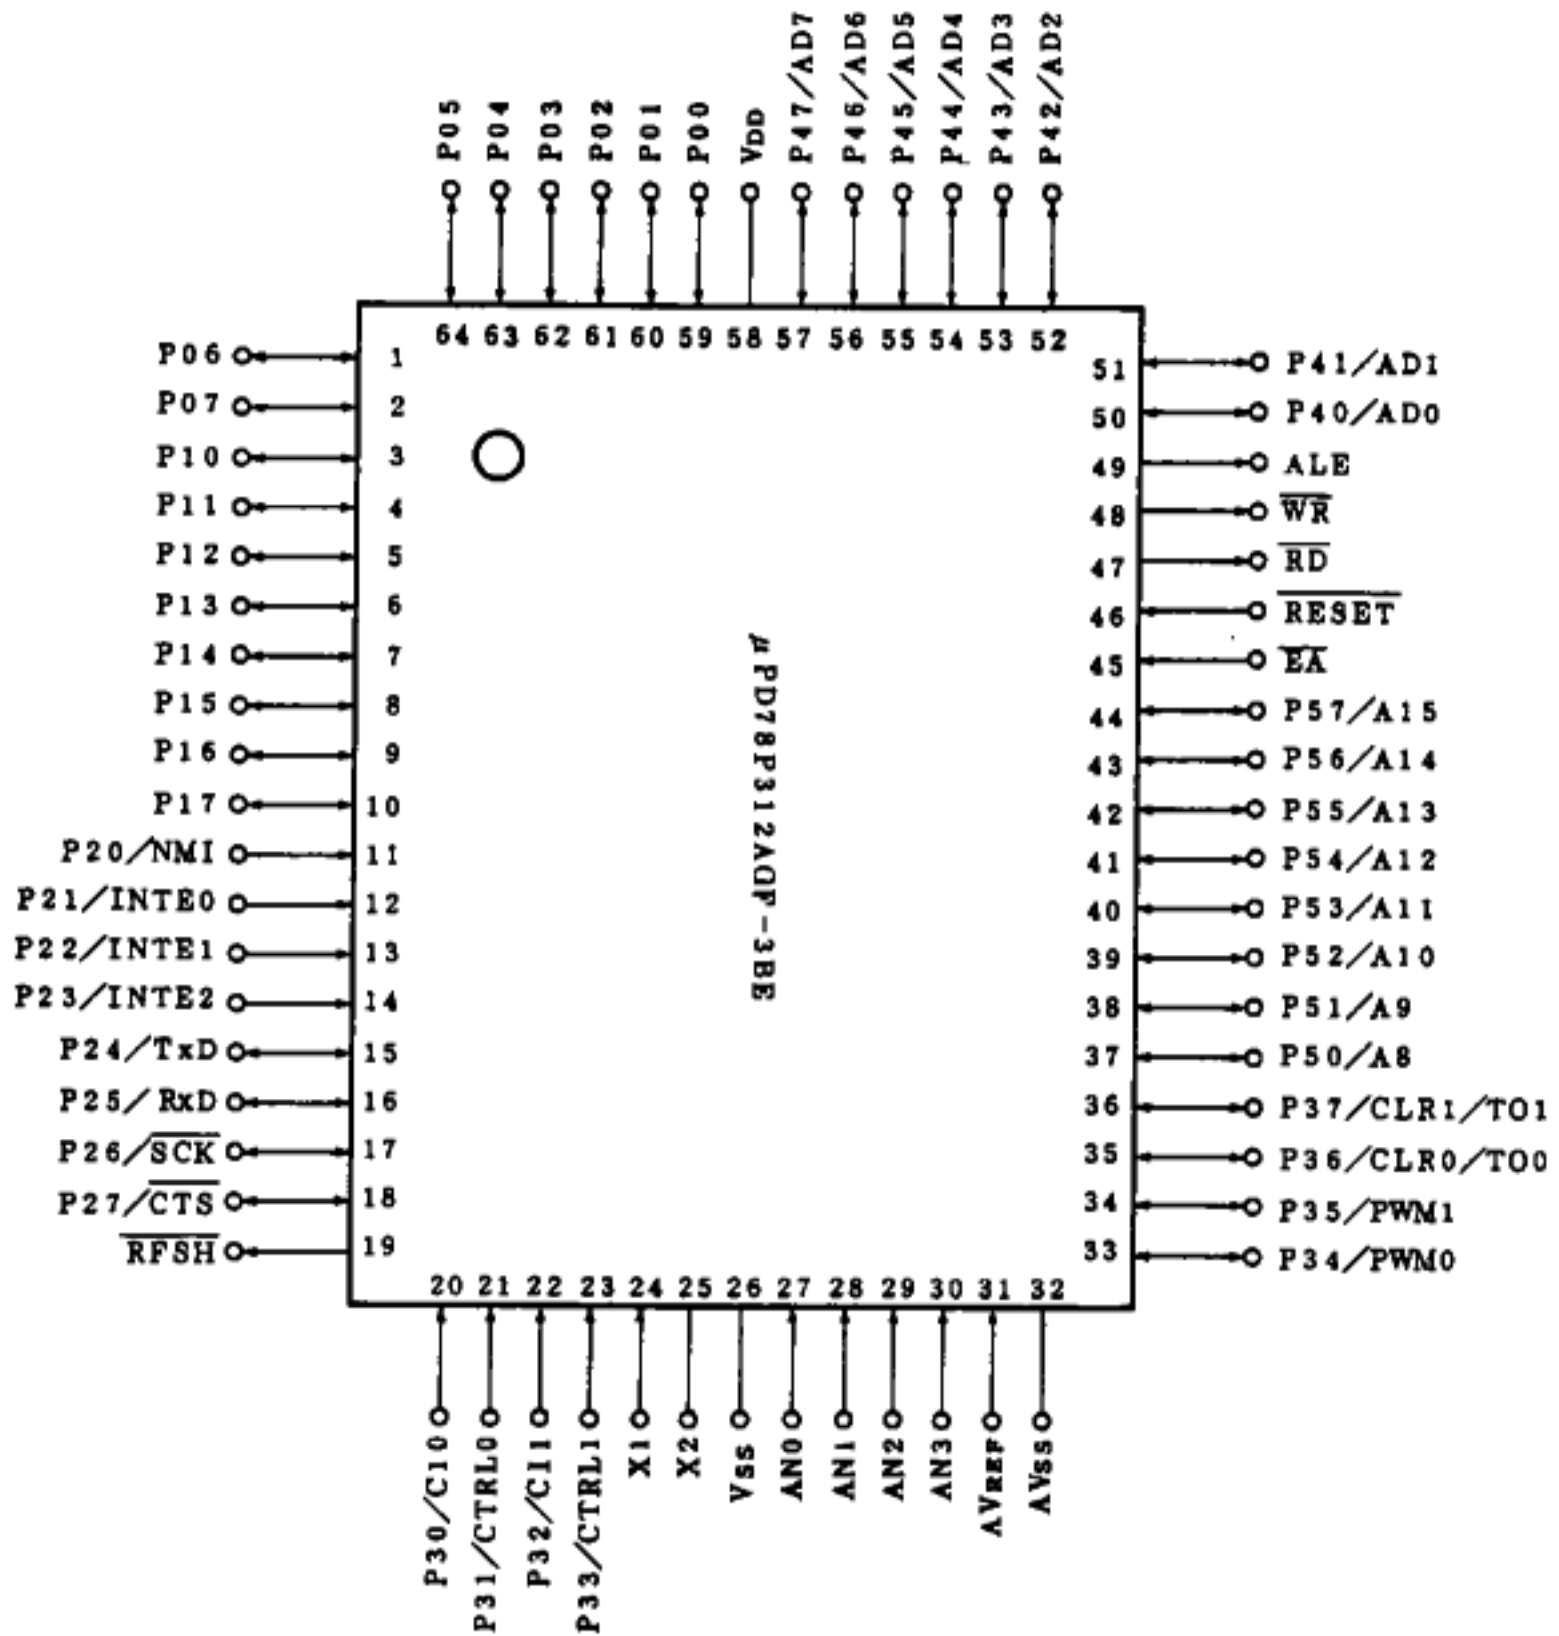 P05 P04 P03 P02 P01 P00 VDD P47/AD7 P46/AD6 P45/AD5 P44/AD4 P43/AD3 P42/AD2
64 63 62 61 60 59 58 57 56 55 54 53 52
P06 1
P07 2
P10 3
P11 4
P12 5
P13 6
P14 7
P15 8
P16 9
P17 10
P20/NMI 11
P21/INTE0 12
P22/INTE1 13
P23/INTE2 14
P24/TxD 15
P25/RxD 16
P26/SCK 17
P27/CTS 18
RFSH 19
μPD78P312AGF-3BE
51 P41/AD1
50 P40/AD0
49 ALE
48 WR
47 RD
46 RESET
45 EA
44 P57/A15
43 P56/A14
42 P55/A13
41 P54/A12
40 P53/A11
39 P52/A10
38 P51/A9
37 P50/A8
36 P37/CLR1/TO1
35 P36/CLR0/TO0
34 P35/PWM1
33 P34/PWM0
20 21 22 23 24 25 26 27 28 29 30 31 32
P30/C10 P31/CTRL0 P32/CI1 P33/CTRL1 X1 X2 VSS AN0 AN1 AN2 AN3 AVREF AVSS